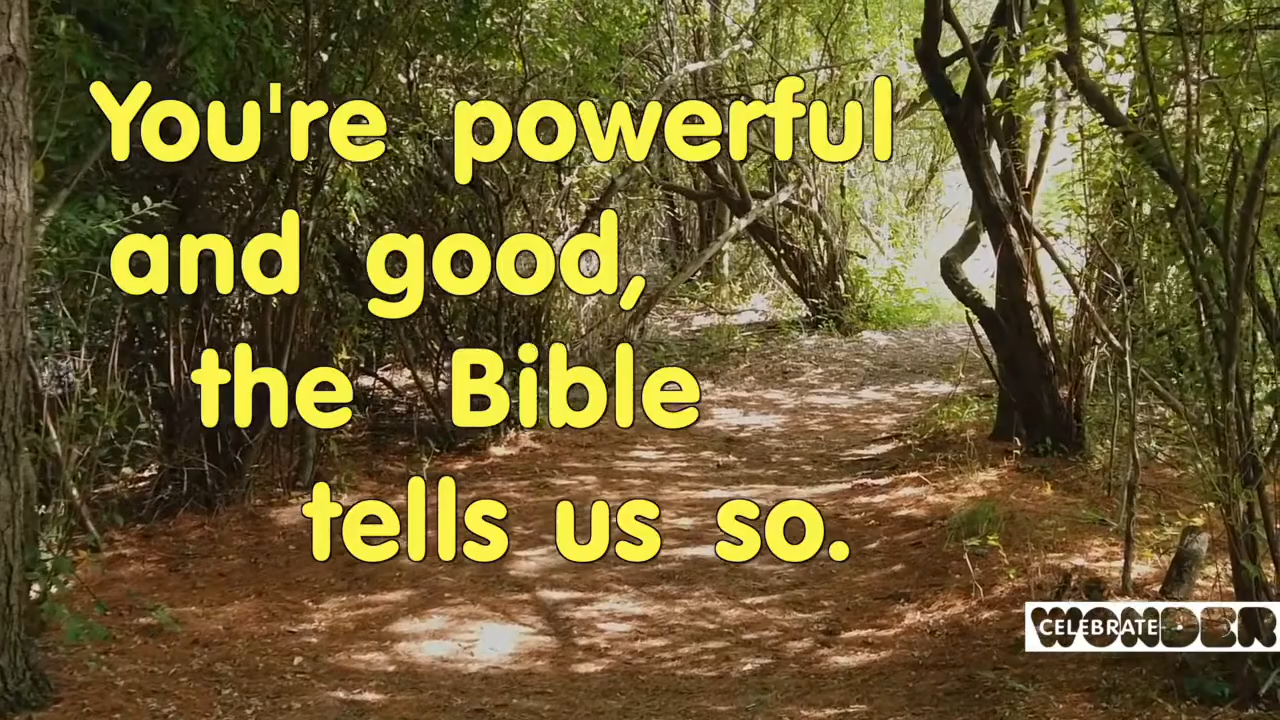 You're powerful
and good,
the Bible
tells us so.
CELEBRATE
WONDER